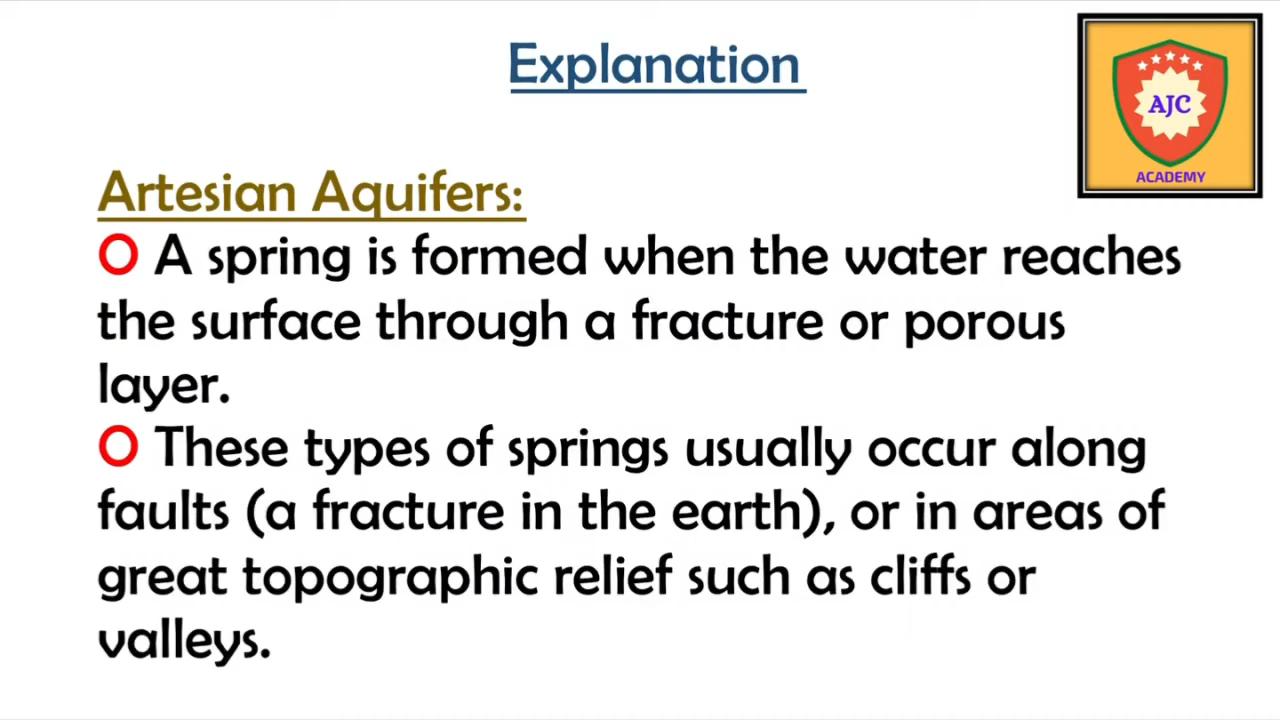 Explanation
AJC
ACADEMY
Artesian Aquifers:
O A spring is formed when the water reaches
the surface through a fracture or porous
layer.
O These types of springs usually occur along
faults (a fracture in the earth), or in areas of
great topographic relief such as cliffs or
valleys.